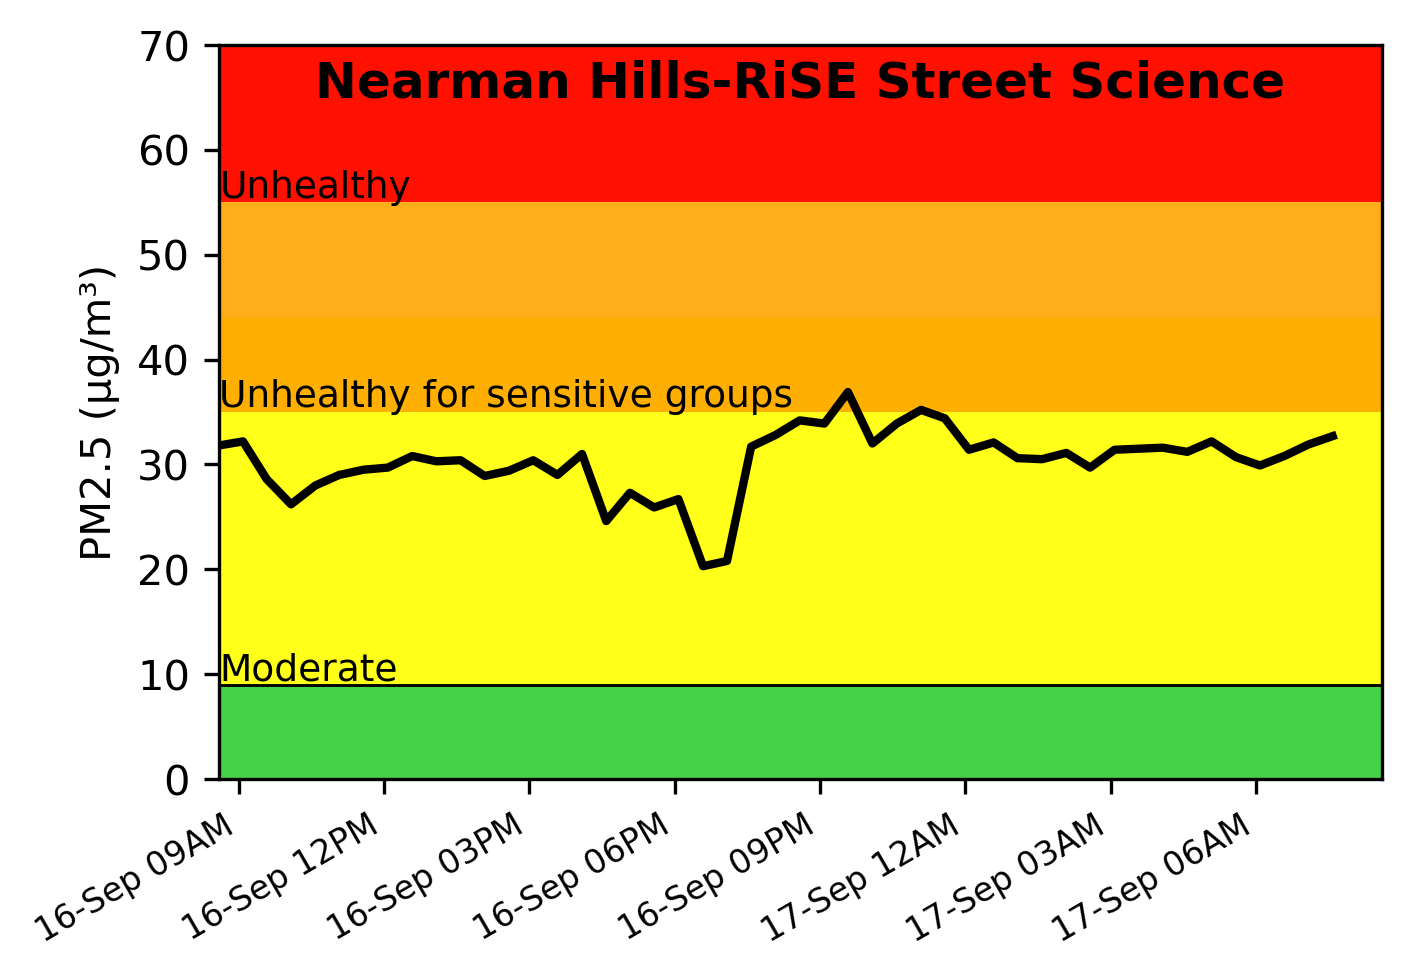 Nearman Hills-RiSE Street Science
70
60
Unhealthy
50
40
Unhealthy for sensitive groups
30
20
10
Moderate
0
PM2.5 (µg/m³)
16-Sep 09AM
16-Sep 12PM
16-Sep 03PM
16-Sep 06PM
16-Sep 09PM
17-Sep 12AM
17-Sep 03AM
17-Sep 06AM